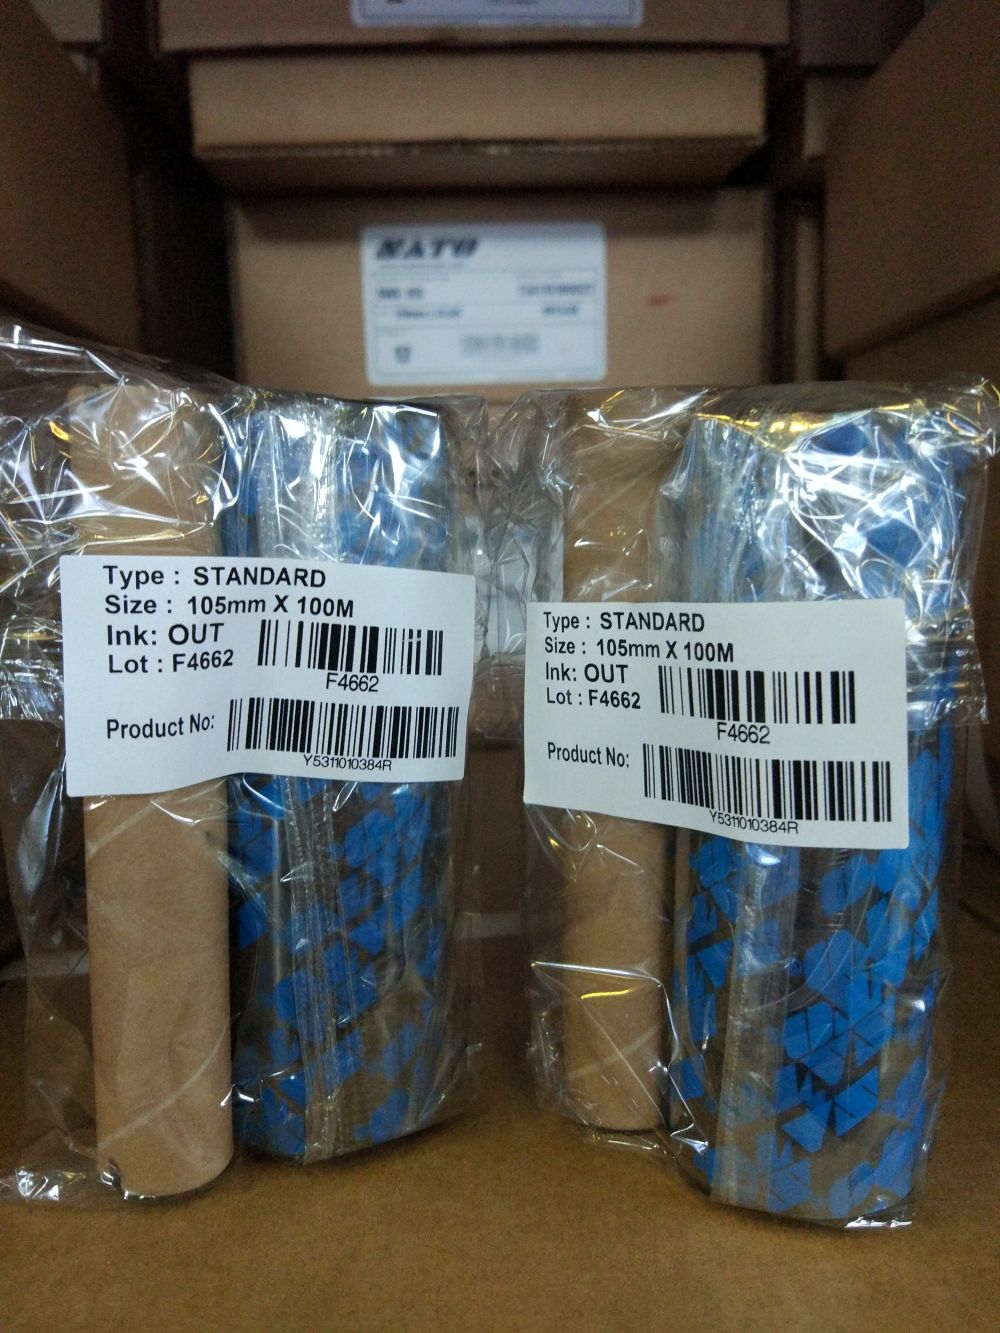 SATO
12
Type : STANDARD
Size : 105mm X 100M
Ink: OUT
Lot : F4662
F4662
Product No:
Y5311010384R
Type : STANDARD
Size : 105mm X 100M
Ink: OUT
Lot : F4662
F4662
Product No:
Y5311010384R